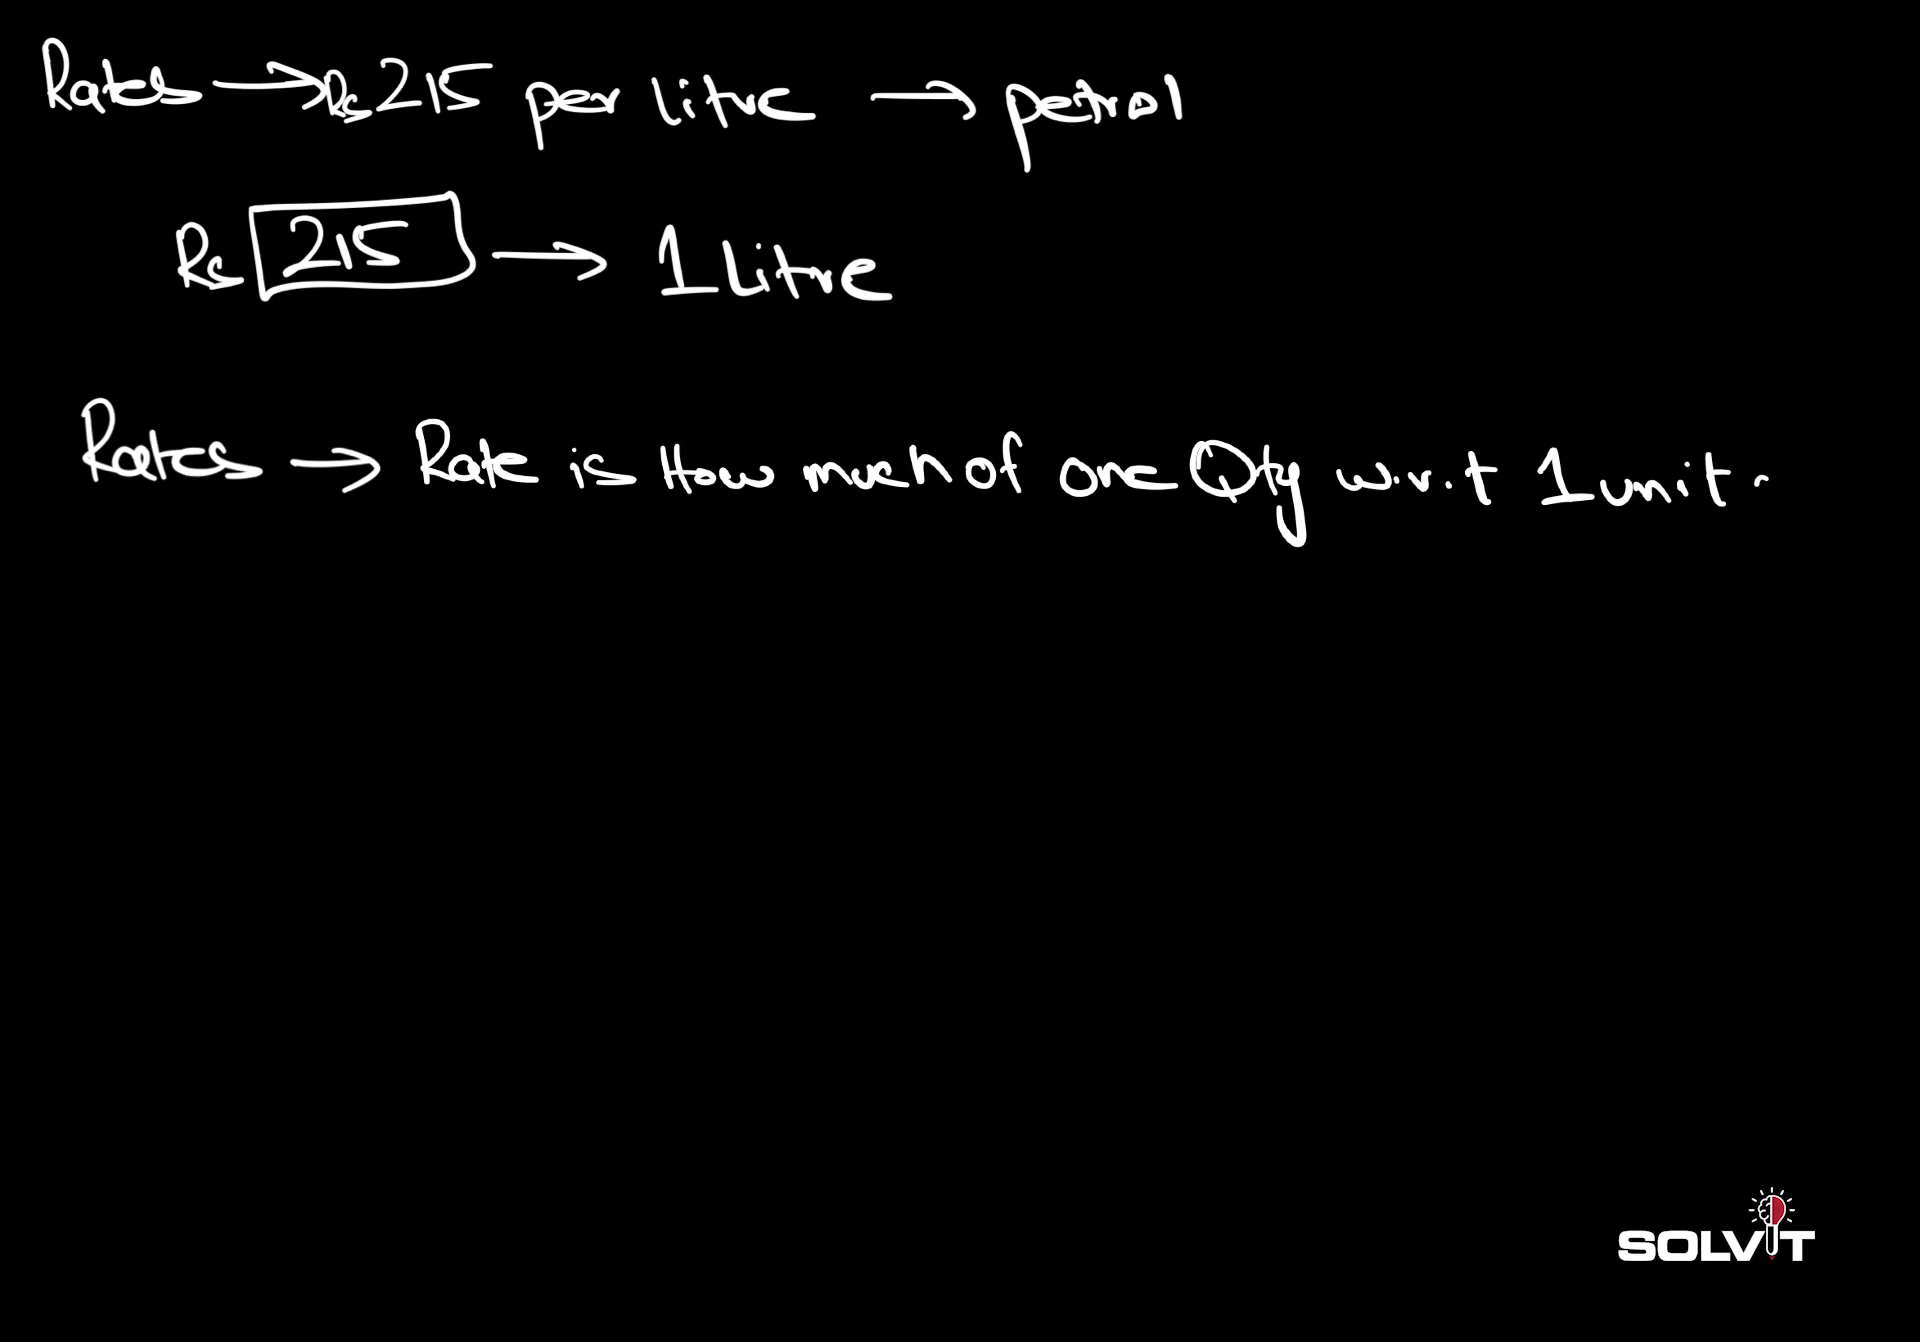 Rates → Rs 215 per litre → petrol
Rs 215 → 1 Litre
Rates → Rate is How much of one Qty w.r.t 1 unit.
SOLVIT